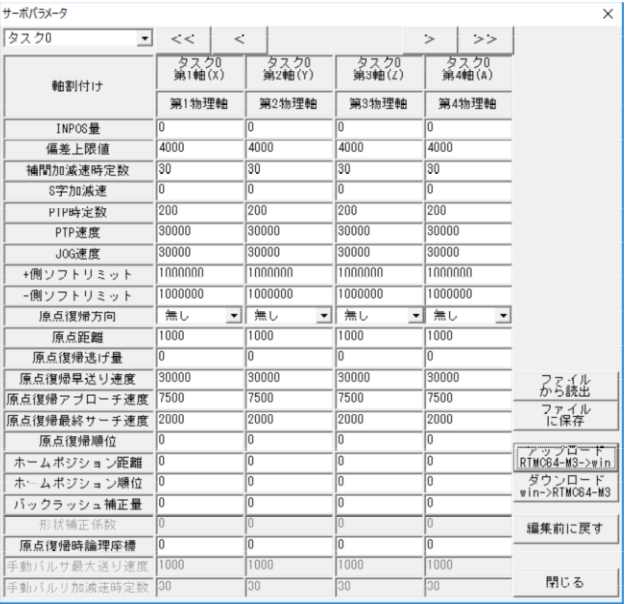 サーボパラメータ ×
タスク0 << < > >>
軸割付け
タスク0 タスク0 タスク0 タスク0
第1軸(X) 第2軸(Y) 第3軸(Z) 第4軸(A)
第1物理軸 第2物理軸 第3物理軸 第4物理軸
INPOS量 0 0 0 0
偏差上限値 4000 4000 4000 4000
補間加減速時定数 30 30 30 30
S字加減速 0 0 0 0
PTP時定数 200 200 200 200
PTP速度 30000 30000 30000 30000
JOG速度 30000 30000 30000 30000
+側ソフトリミット 1000000 1000000 1000000 1000000
-側ソフトリミット 1000000 1000000 1000000 1000000
原点復帰方向 無し 無し 無し 無し
原点距離 1000 1000 1000 1000
原点復帰逃げ量 0 0 0 0
原点復帰早送り速度 30000 30000 30000 30000
原点復帰アプローチ速度 7500 7500 7500 7500
原点復帰最終サーチ速度 2000 2000 2000 2000
原点復帰順位 0 0 0 0
ホームポジション距離 0 0 0 0
ホームポジション順位 0 0 0 0
バックラッシュ補正量 0 0 0 0
形状補正係数 0 0 0 0
原点復帰時論理座標 0 0 0 0
手動パルサ最大送り速度 1000 1000 1000 1000
手動パルサ加減速時定数 30 30 30 30
ファイル
から読出
ファイル
に保存
アップロード
RTMC64-M3->win
ダウンロード
win->RTMC64-M3
編集前に戻す
閉じる